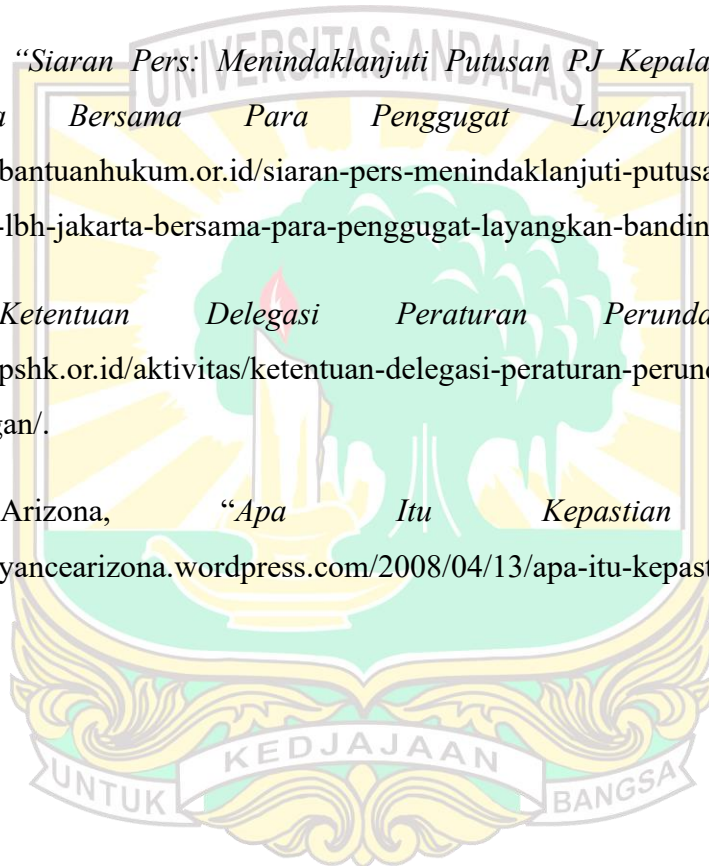 “Siaran Pers: Menindaklanjuti Putusan PJ Kepala
Bersama Para Penggugat Layangkan
bantuanhukum.or.id/siaran-pers-menindaklanjuti-putusa
-lbh-jakarta-bersama-para-penggugat-layangkan-bandin
Ketentuan Delegasi Peraturan Perunda
pshk.or.id/aktivitas/ketentuan-delegasi-peraturan-perund
gan/.
Arizona, “Apa Itu Kepastian
yancearizona.wordpress.com/2008/04/13/apa-itu-kepast
UNIVERSITAS ANDALAS
KEDJAJAAN
UNTUK
BANGSA